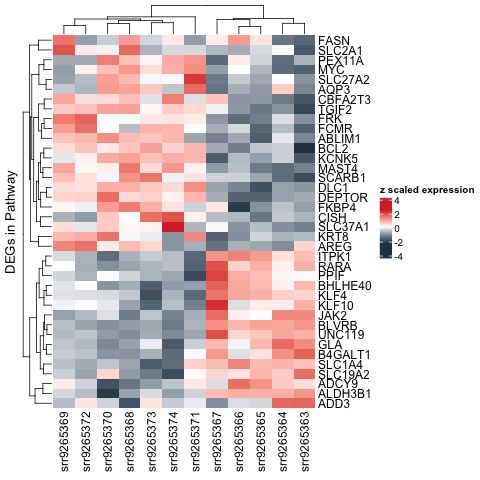 FASN
SLC2A1
PEX11A
MYC
SLC27A2
AQP3
CBFA2T3
TGIF2
FRK
FCMR
ABLIM1
BCL2
KCNK5
MAST4
SCARB1
DLC1
DEPTOR
FKBP4
CISH
SLC37A1
KRT8
AREG
ITPK1
RARA
PPIF
BHLHE40
KLF4
KLF10
JAK2
BLVRB
UNC119
GLA
B4GALT1
SLC1A4
SLC19A2
ADCY9
ALDH3B1
ADD3
DEGs in Pathway
z scaled expression
4
2
0
-2
-4
srr9265369
srr9265372
srr9265370
srr9265368
srr9265373
srr9265374
srr9265371
srr9265367
srr9265366
srr9265365
srr9265364
srr9265363